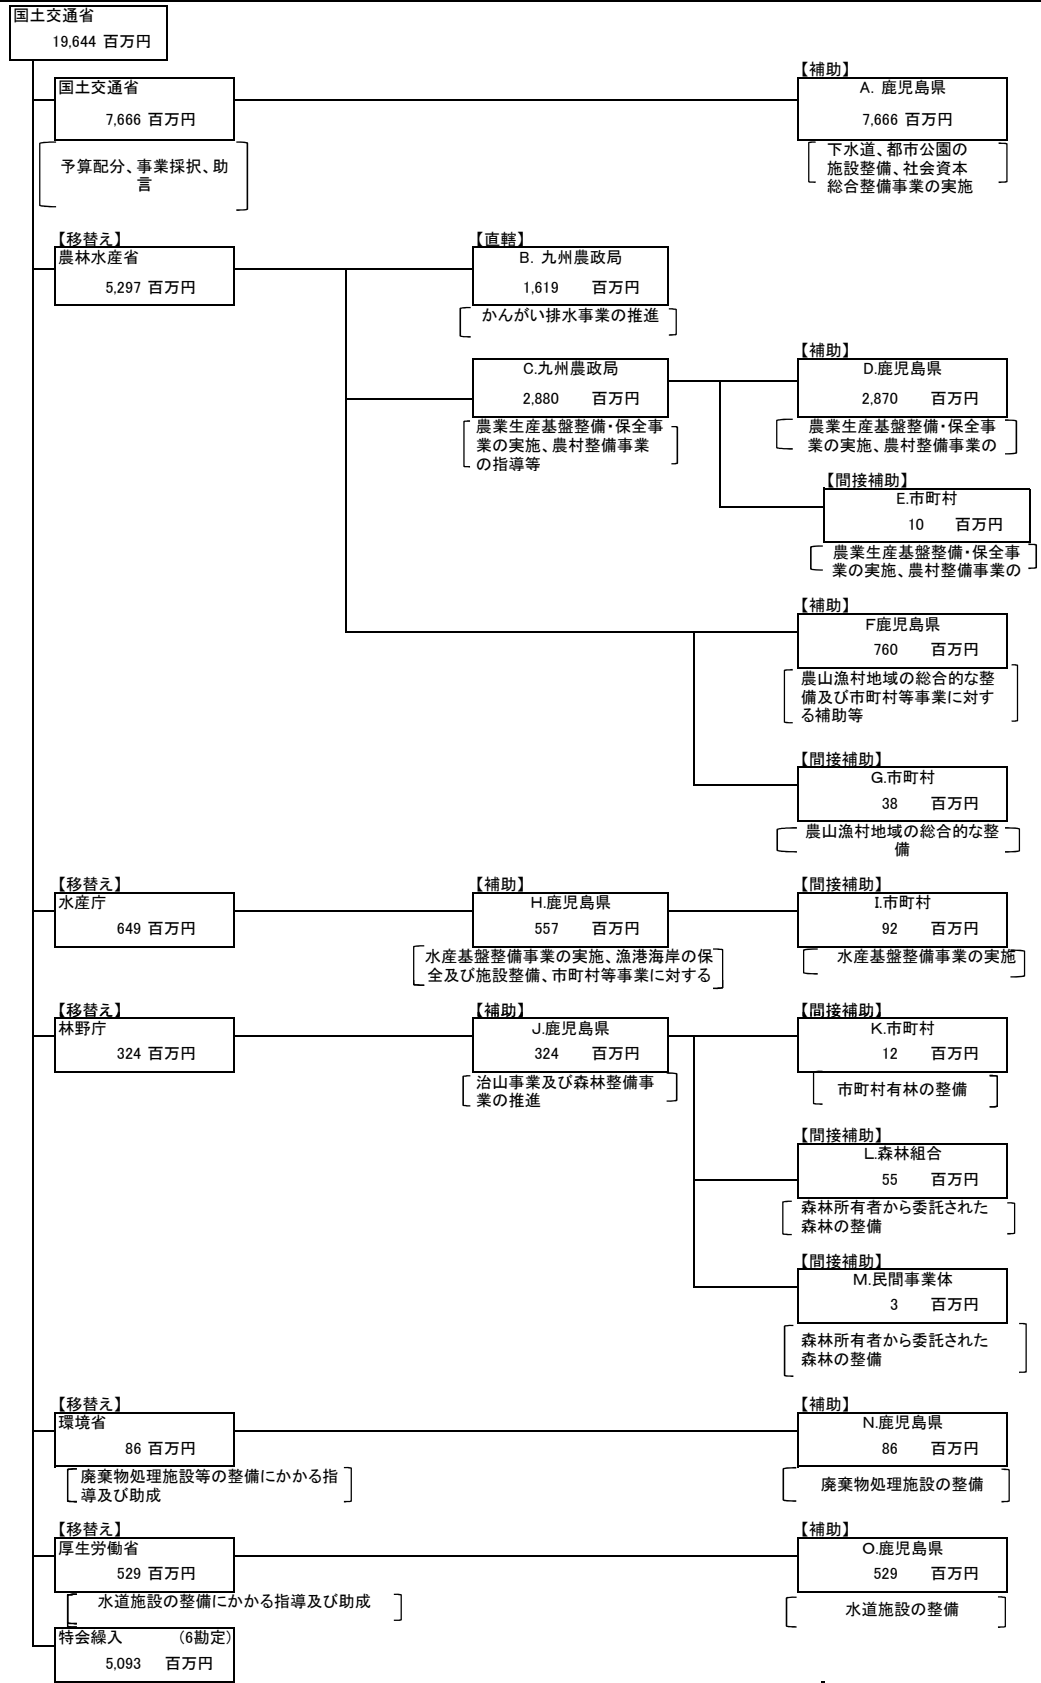 国土交通省
19,644 百万円
国土交通省
7,666 百万円
予算配分、事業採択、助
言
【補助】
A. 鹿児島県
7,666 百万円
下水道、都市公園の
施設整備、社会資本
総合整備事業の実施
【移替え】
農林水産省
5,297 百万円
【直轄】
B. 九州農政局
1,619 百万円
かんがい排水事業の推進
C.九州農政局
2,880 百万円
農業生産基盤整備・保全事
業の実施、農村整備事業
の指導等
【補助】
D.鹿児島県
2,870 百万円
農業生産基盤整備・保全事
業の実施、農村整備事業の
【間接補助】
E.市町村
10 百万円
農業生産基盤整備・保全事
業の実施、農村整備事業の
【補助】
F鹿児島県
760 百万円
農山漁村地域の総合的な整
備及び市町村等事業に対す
る補助等
【間接補助】
G.市町村
38 百万円
農山漁村地域の総合的な整
備
【移替え】
水産庁
649 百万円
【補助】
H.鹿児島県
557 百万円
水産基盤整備事業の実施、漁港海岸の保
全及び施設整備、市町村等事業に対する
【間接補助】
I.市町村
92 百万円
水産基盤整備事業の実施
【移替え】
林野庁
324 百万円
【補助】
J.鹿児島県
324 百万円
治山事業及び森林整備事
業の推進
【間接補助】
K.市町村
12 百万円
市町村有林の整備
【間接補助】
L.森林組合
55 百万円
森林所有者から委託された
森林の整備
【間接補助】
M.民間事業体
3 百万円
森林所有者から委託された
森林の整備
【移替え】
環境省
86 百万円
廃棄物処理施設等の整備にかかる指
導及び助成
【補助】
N.鹿児島県
86 百万円
廃棄物処理施設の整備
【移替え】
厚生労働省
529 百万円
水道施設の整備にかかる指導及び助成
【補助】
O.鹿児島県
529 百万円
水道施設の整備
特会繰入 (6勘定)
5,093 百万円